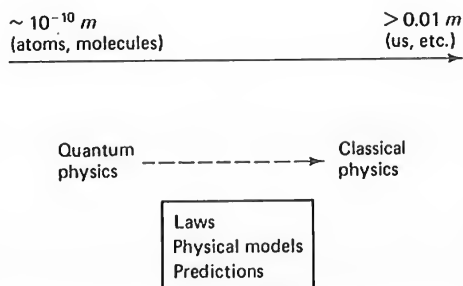 ~ 10⁻¹⁰ m > 0.01 m
(atoms, molecules) (us, etc.)
Quantum Classical
physics physics
Laws
Physical models
Predictions